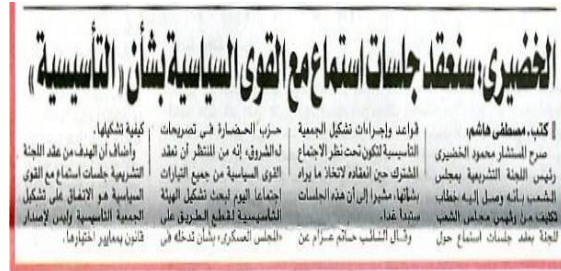 الخضيرى: سنعقد جلسات استماع مع القوى السياسية بشأن «التأسيسية»
كتب ـ مصطفى هاشم:
صرح المستشار محمود الخضيرى
رئيس اللجنة التشريعية بمجلس
الشعب بأنه وصل إليه خطاب
تكليف من رئيس مجلس الشعب
للجنة بعقد جلسات استماع حول
قواعد وإجراءات تشكيل الجمعية
التأسيسية لتكون تحت نظر الاجتماع
المشترك حين انعقاده لاتخاذ ما يراه
بشأنها، مشيرا إلى أن هذه الجلسات
ستبدأ غدا.
وقال النائب حاتم عزام عن
حزب الحضارة فى تصريحات
لـ«الشروق» إنه من المنتظر أن تعقد
القوى السياسية من جميع التيارات
اجتماعا اليوم لبحث تشكيل الهيئة
التأسيسية لقطع الطريق على
«المجلس العسكرى» بشأن تدخله فى
كيفية تشكيلها.
وأضاف أن الهدف من عقد اللجنة
التشريعية جلسات استماع مع القوى
السياسية هو الاتفاق على تشكيل
الجمعية التأسيسية وليس لإصدار
قانون بمعايير اختيارها.